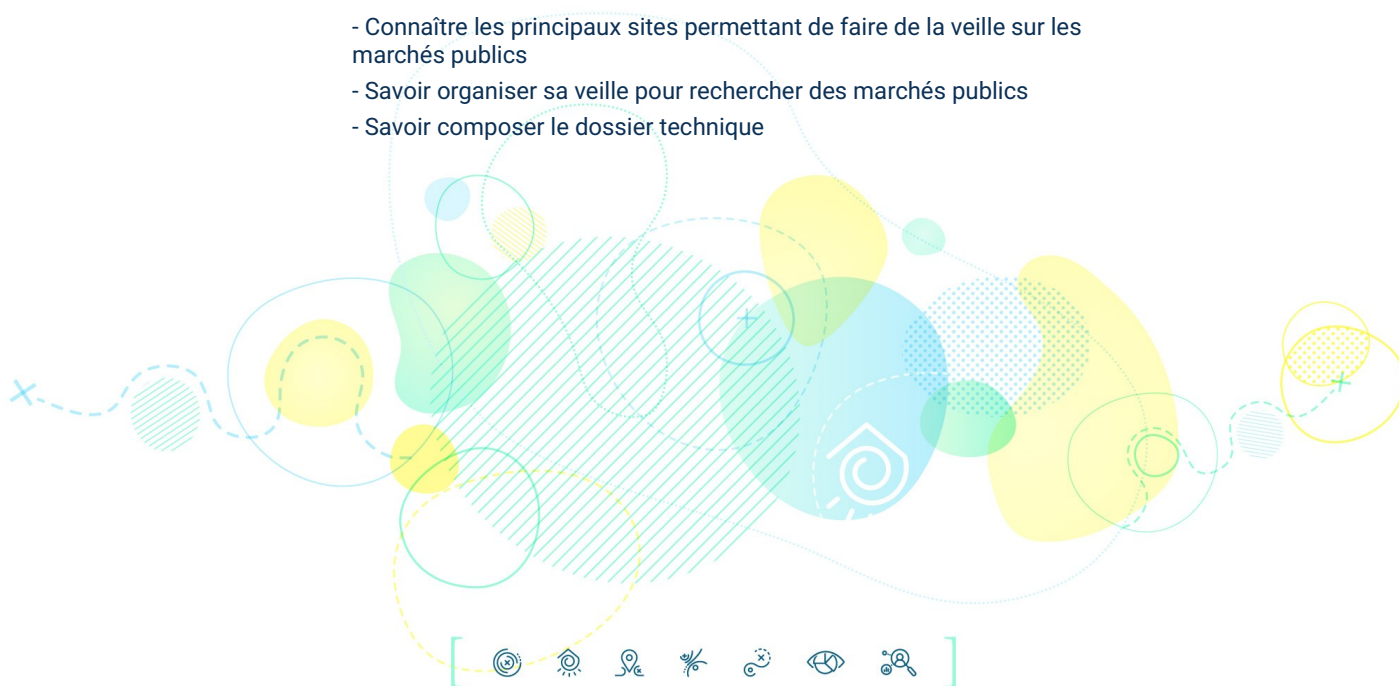 - Connaître les principaux sites permettant de faire de la veille sur les
marchés publics
- Savoir organiser sa veille pour rechercher des marchés publics
- Savoir composer le dossier technique